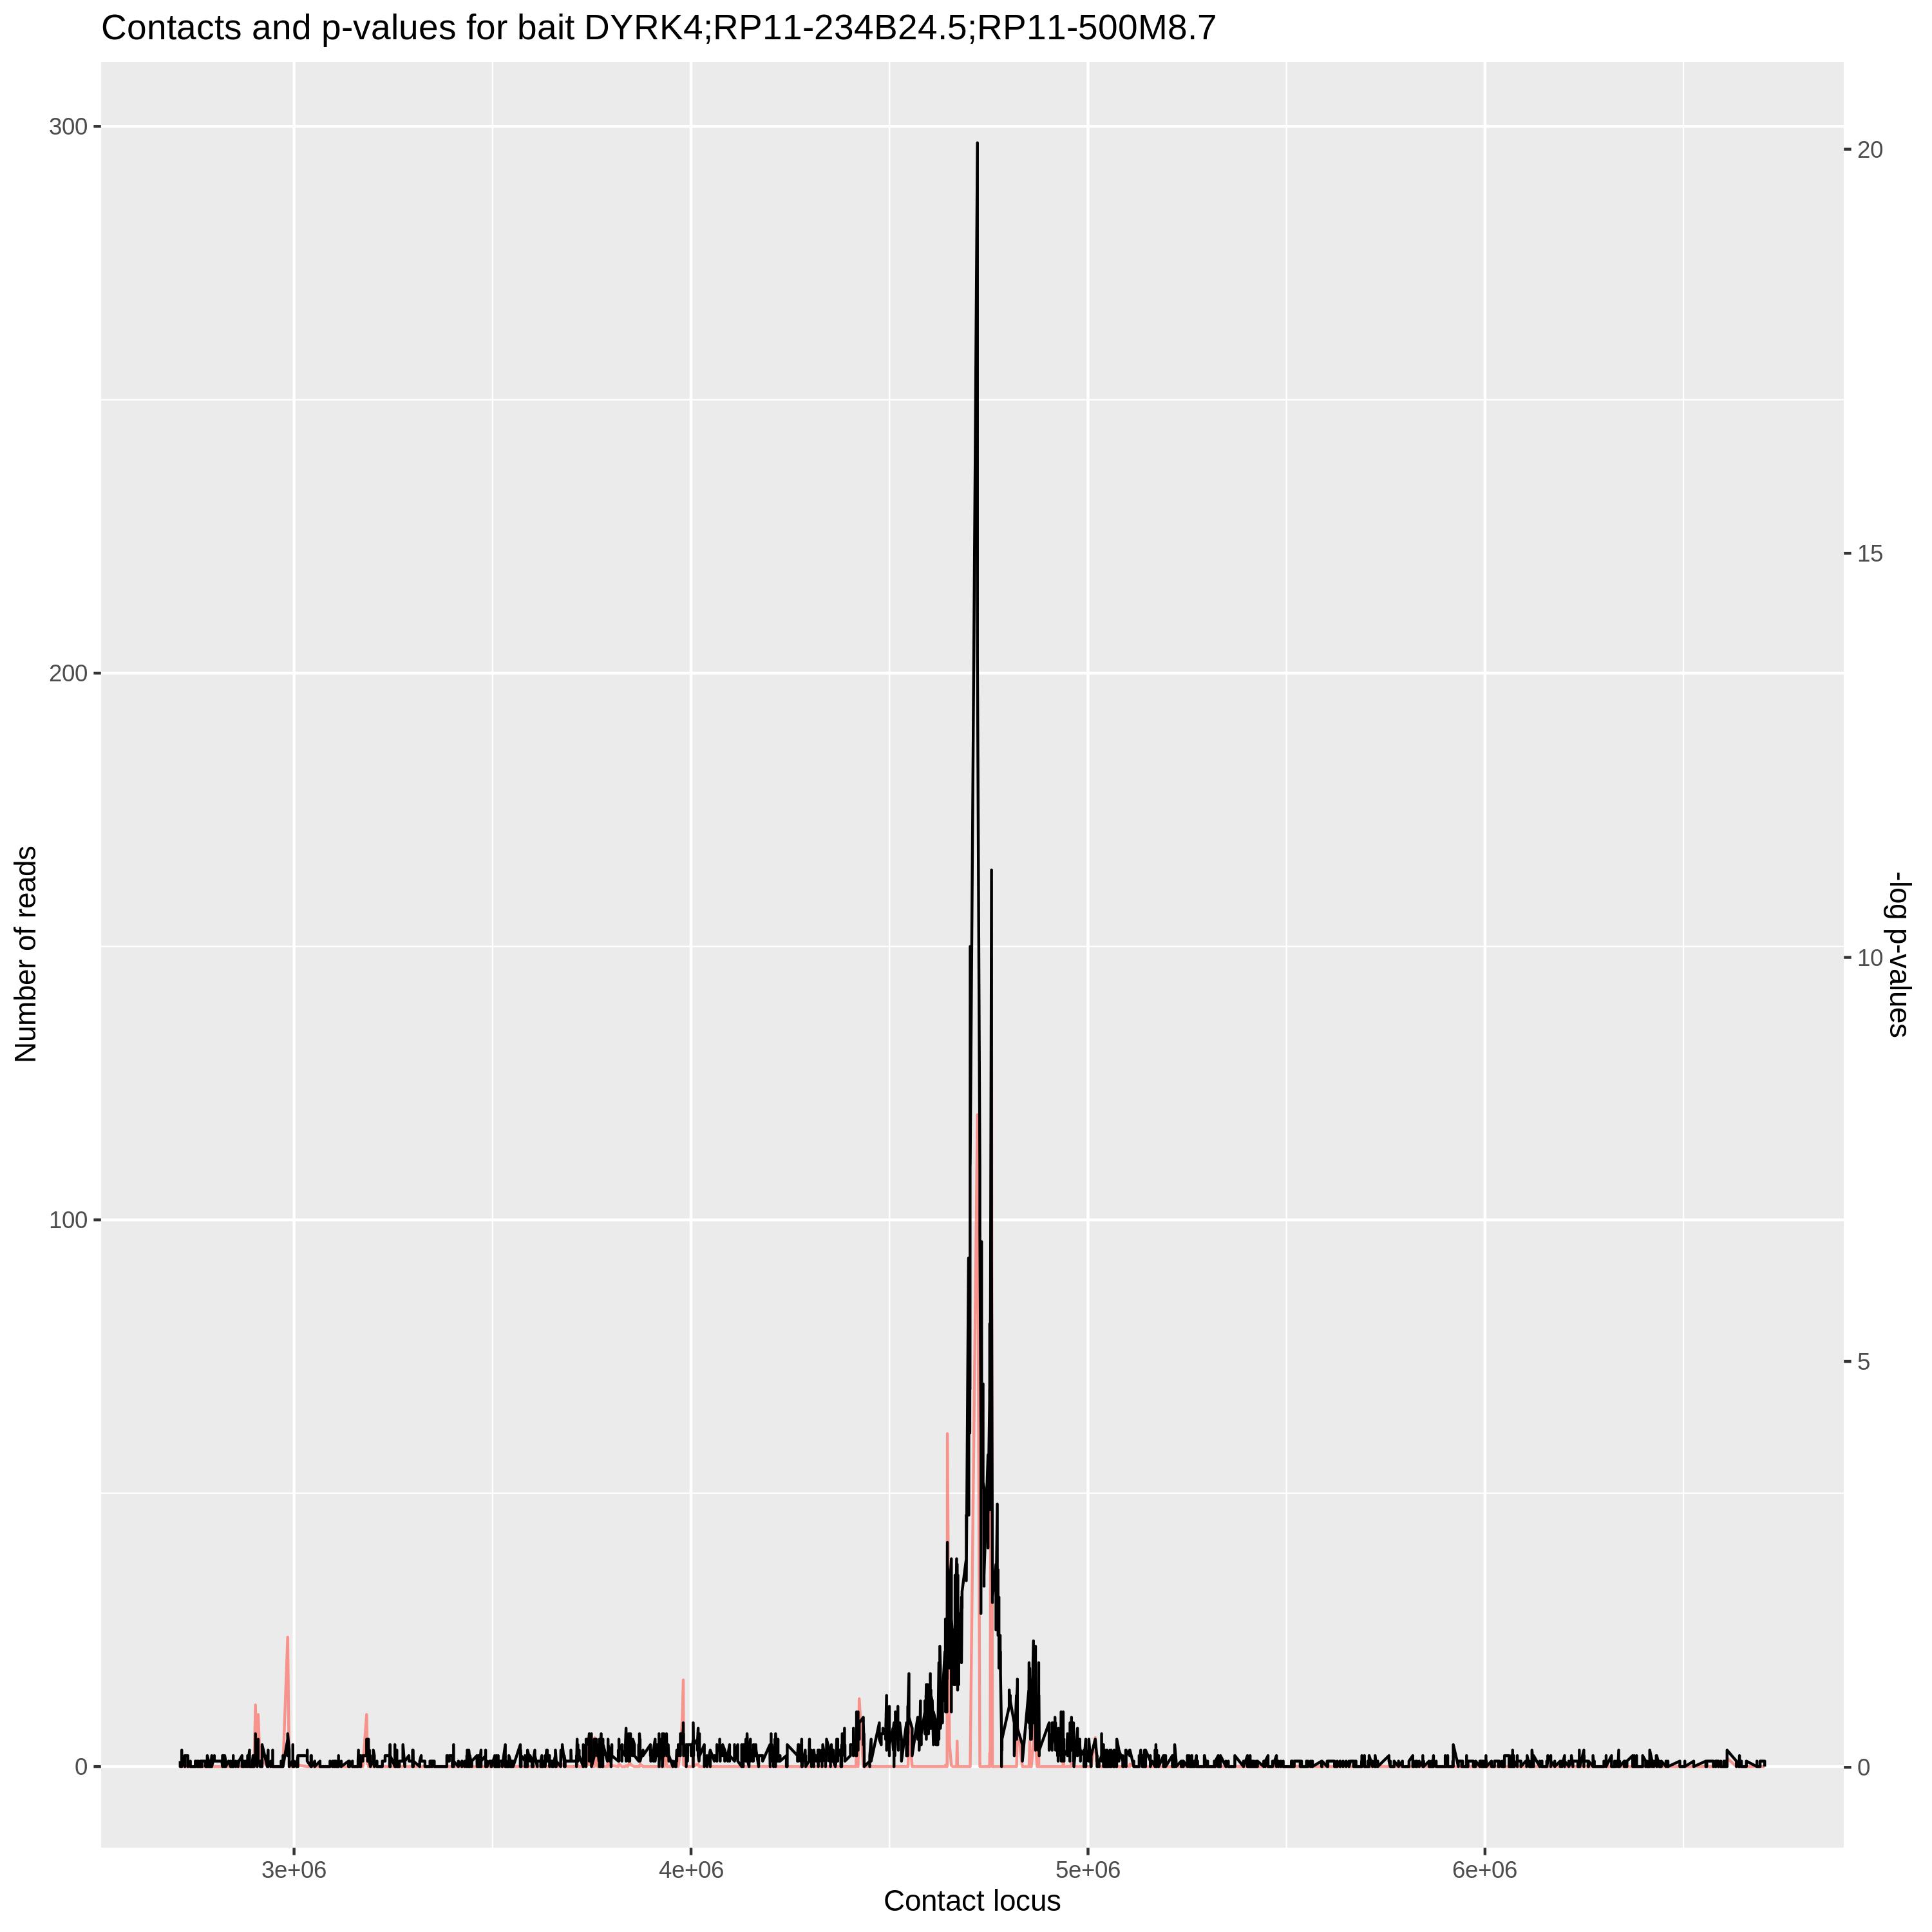 Contacts and p-values for bait DYRK4;RP11-234B24.5;RP11-500M8.7
300
200
100
0
Number of reads
20
15
10
5
0
-log p-values
3e+06
4e+06
5e+06
6e+06
Contact locus